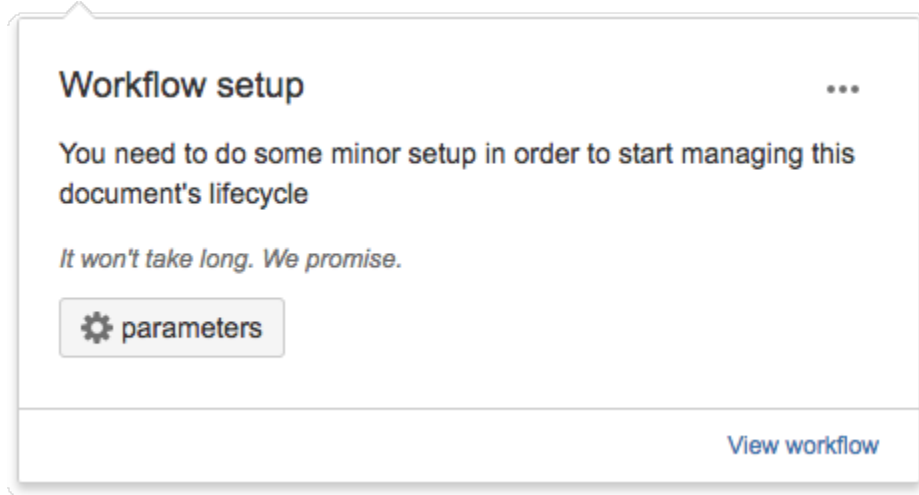 Workflow setup
You need to do some minor setup in order to start managing this
document's lifecycle
It won't take long. We promise.
parameters
View workflow